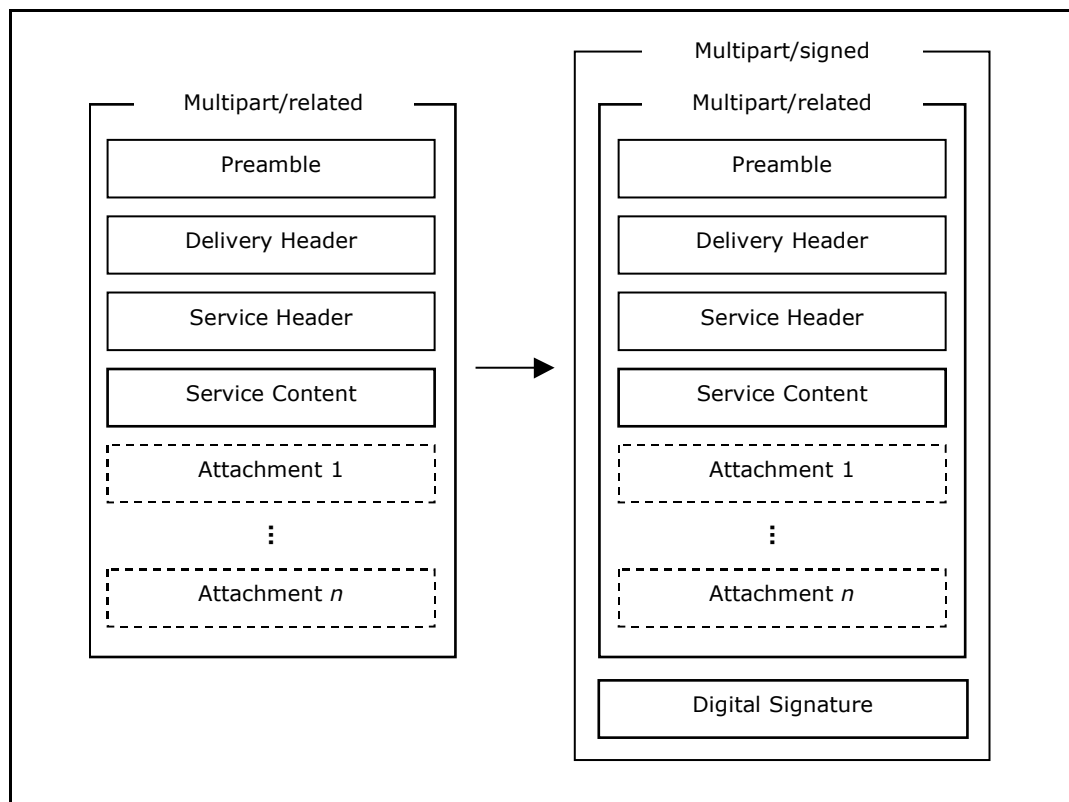 Multipart/related
Preamble
Delivery Header
Service Header
Service Content
Attachment 1
⋮
Attachment n
Multipart/signed
Multipart/related
Preamble
Delivery Header
Service Header
Service Content
Attachment 1
⋮
Attachment n
Digital Signature